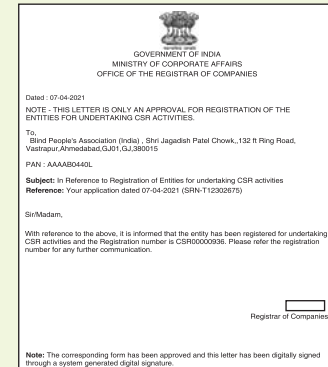 GOVERNMENT OF INDIA
MINISTRY OF CORPORATE AFFAIRS
OFFICE OF THE REGISTRAR OF COMPANIES
Dated : 07-04-2021
NOTE - THIS LETTER IS ONLY AN APPROVAL FOR REGISTRATION OF THE
ENTITIES FOR UNDERTAKING CSR ACTIVITIES.
To,
Blind People's Association (India) , Shri Jagadish Patel Chowk,,132 ft Ring Road,
Vastrapur,Ahmedabad,GJ01,GJ,380015
PAN : AAAAB0440L
Subject: In Reference to Registration of Entities for undertaking CSR activities
Reference: Your application dated 07-04-2021 (SRN-T12302675)
Sir/Madam,
With reference to the above, it is informed that the entity has been registered for undertaking
CSR activities and the Registration number is CSR00000936. Please refer the registration
number for any further communication.
Registrar of Companies
Note: The corresponding form has been approved and this letter has been digitally signed
through a system generated digital signature.